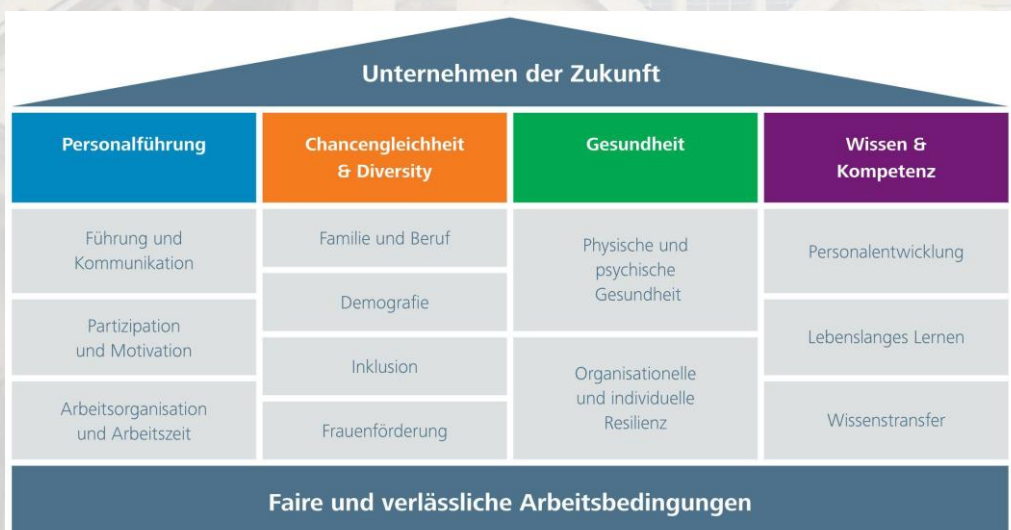 Unternehmen der Zukunft
Personalführung
Chancengleichheit
& Diversity
Gesundheit
Wissen &
Kompetenz
Führung und
Kommunikation
Partizipation
und Motivation
Arbeitsorganisation
und Arbeitszeit
Familie und Beruf
Demografie
Inklusion
Frauenförderung
Physische und
psychische
Gesundheit
Organisationelle
und individuelle
Resilienz
Personalentwicklung
Lebenslanges Lernen
Wissenstransfer
Faire und verlässliche Arbeitsbedingungen